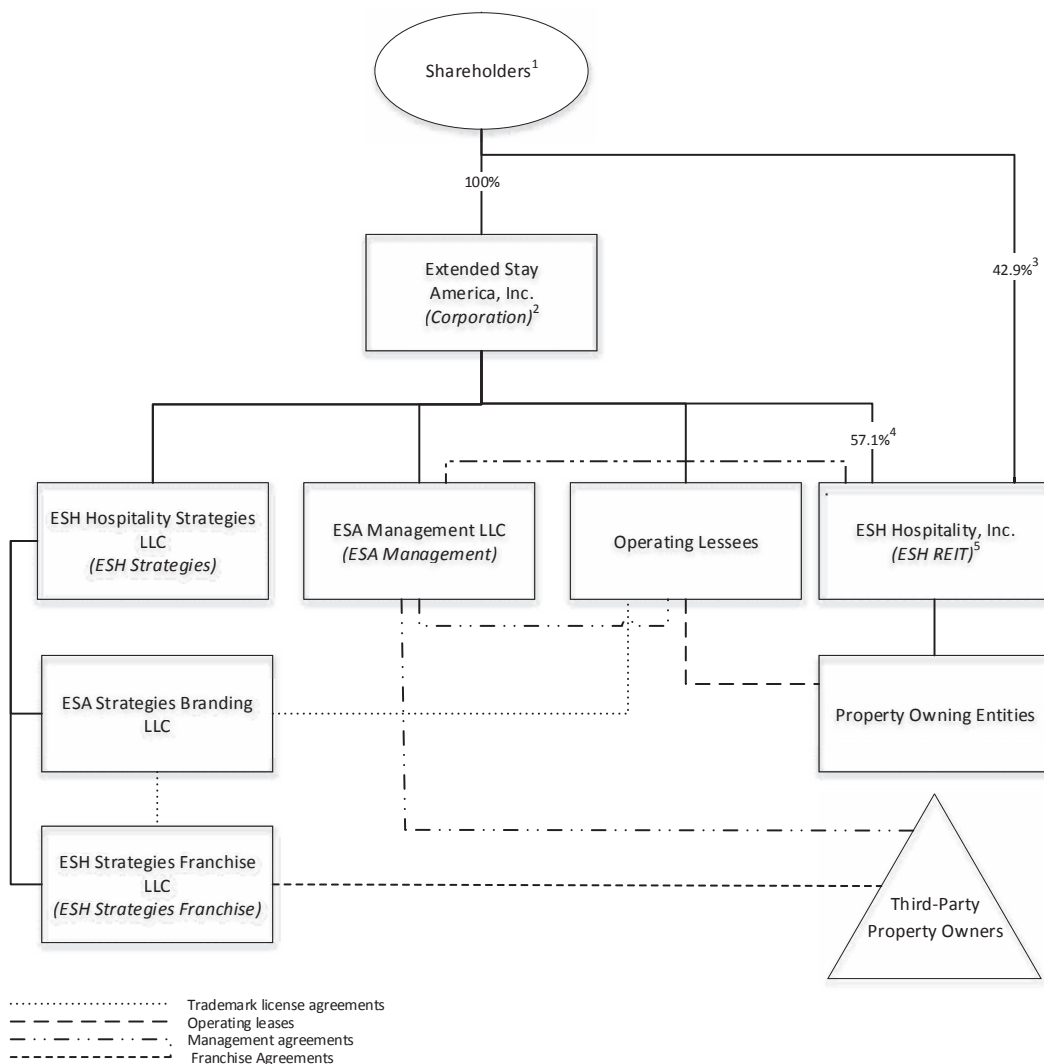 Shareholders1
100%
42.9%3
Extended Stay
America, Inc.
(Corporation)2
57.1%4
ESH Hospitality Strategies
LLC
(ESH Strategies)
ESA Management LLC
(ESA Management)
Operating Lessees
ESH Hospitality, Inc.
(ESH REIT)5
ESA Strategies Branding
LLC
Property Owning Entities
ESH Strategies Franchise
LLC
(ESH Strategies Franchise)
Third-Party
Property Owners
Trademark license agreements
Operating leases
Management agreements
Franchise Agreements